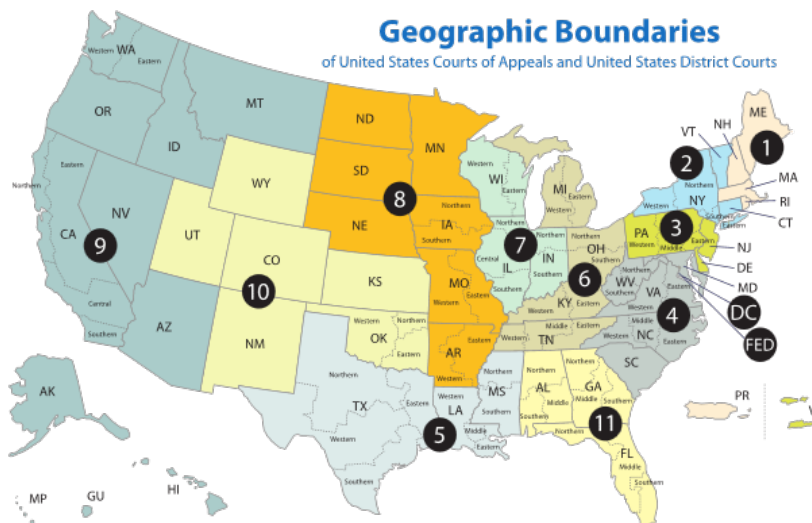 Geographic Boundaries
of United States Courts of Appeals and United States District Courts
Western
WA
Eastern
OR
MT
ID
Northern
Eastern
NV
CA
9
Central
Southern
AZ
WY
UT
CO
10
NM
KS
Western
Northern
OK
Eastern
ND
MN
SD
8
NE
Northern
IA
Southern
MO
Western
Eastern
AR
Eastern
Western
Western
WI
Eastern
Northern
7
Central
IL
Southern
Northern
IN
Southern
MI
Western
Eastern
Northern
OH
Southern
6
KY
Western
Eastern
Western
Middle
Eastern
TN
ME
NH
VT
1
2
Northern
Western
NY
Southern
Eastern
MA
RI
CT
3
PA
Western
Middle
Eastern
NJ
DE
MD
DC
FED
Northern
WV
Southern
Eastern
VA
Western
4
Middle
Western
NC
Eastern
SC
Northern
TX
Eastern
Western
Southern
Western
LA
Middle
Eastern
5
Northern
MS
Southern
Northern
AL
Middle
Southern
Northern
GA
Middle
Southern
11
Northern
FL
Middle
Southern
PR
AK
HI
GU
MP